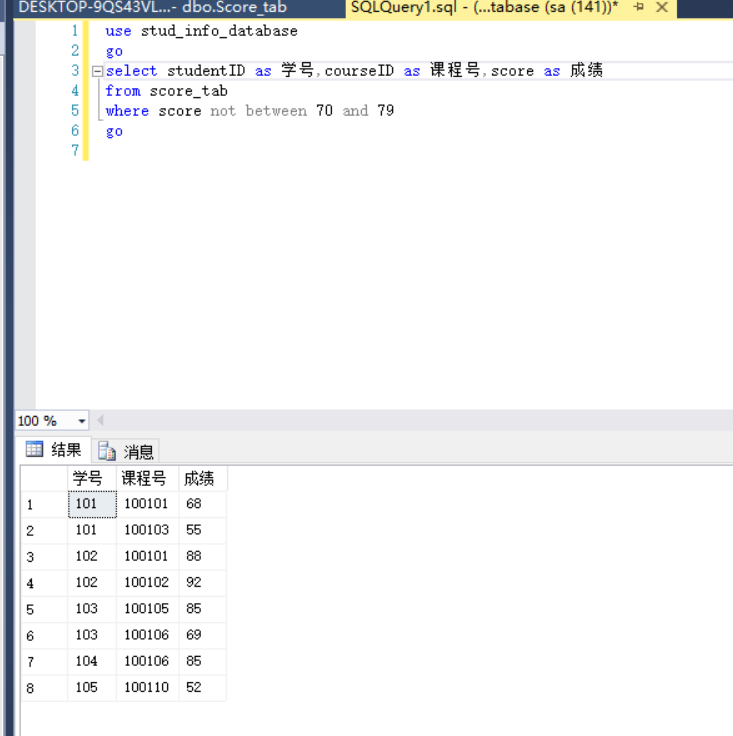 DESKTOP-9QS43VL...- dbo.Score_tab SQLQuery1.sql - (...tabase (sa (141))*
1 use stud_info_database
2 go
3 select studentID as 学号,courseID as 课程号,score as 成绩
4 from score_tab
5 where score not between 70 and 79
6 go
7
100 %
结果 消息
学号 课程号 成绩
1 101 100101 68
2 101 100103 55
3 102 100101 88
4 102 100102 92
5 103 100105 85
6 103 100106 69
7 104 100106 85
8 105 100110 52